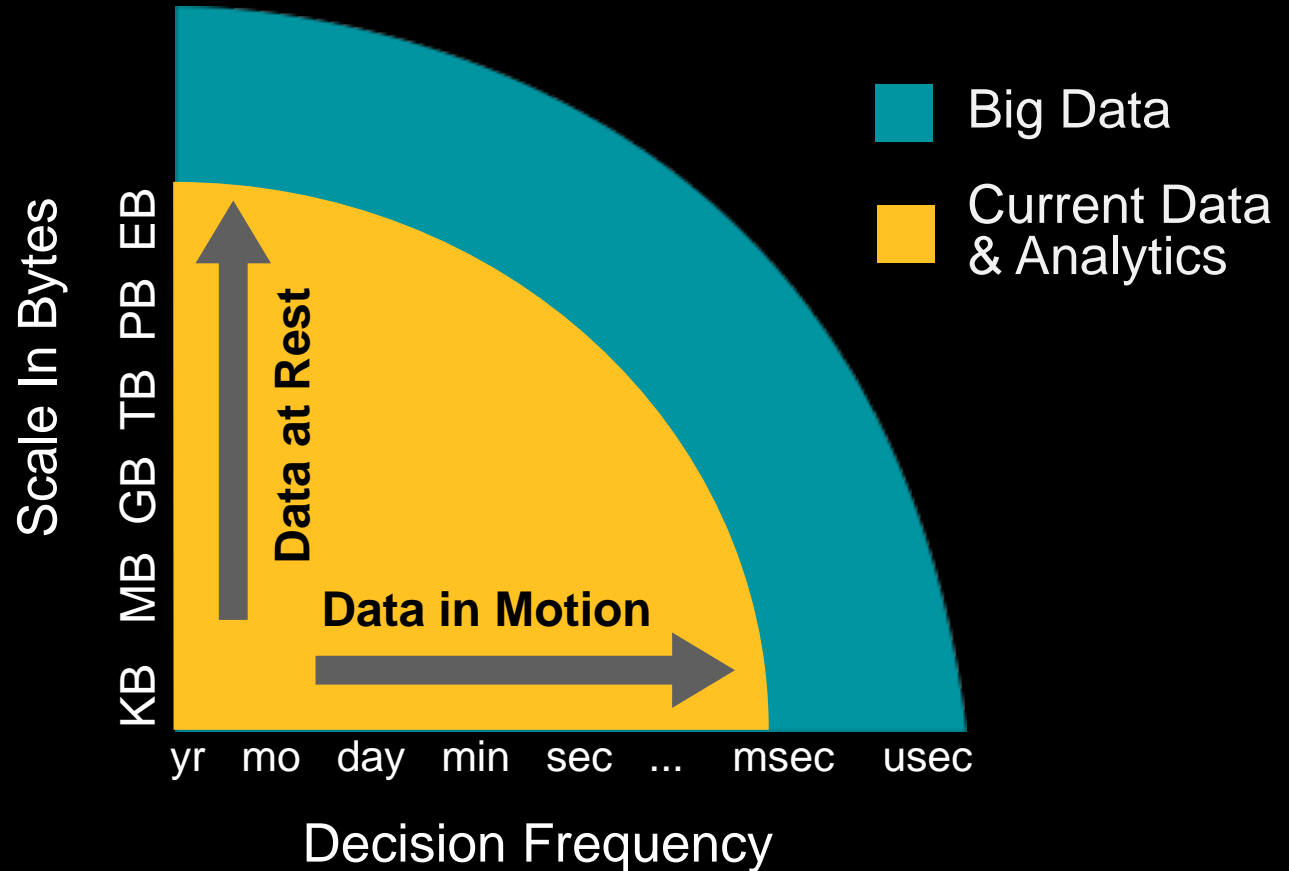 Big Data
Current Data
& Analytics
Scale In Bytes
EB
PB
TB
GB
MB
KB
Data at Rest
Data in Motion
yr mo day min sec ... msec usec
Decision Frequency